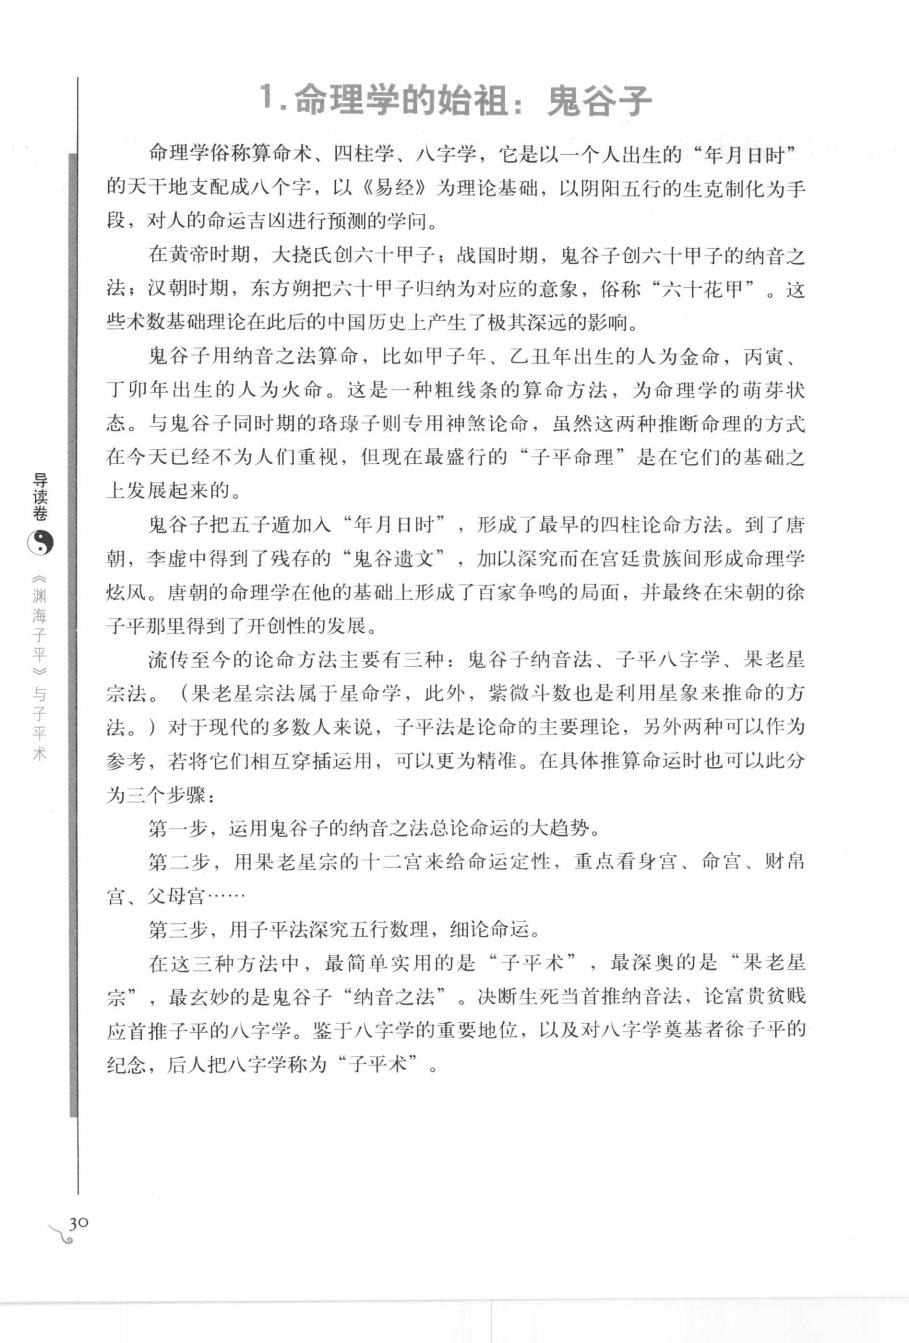 1.命理学的始祖：鬼谷子
命理学俗称算命术、四柱学、八字学，它是以一个人出生的“年月日时”
的天干地支配成八个字，以《易经》为理论基础，以阴阳五行的生克制化为手
段，对人的命运吉凶进行预测的学问。
在黄帝时期，大挠氏创六十甲子；战国时期，鬼谷子创六十甲子的纳音之
法；汉朝时期，东方朔把六十甲子归纳为对应的意象，俗称“六十花甲”。这
些术数基础理论在此后的中国历史上产生了极其深远的影响。
鬼谷子用纳音之法算命，比如甲子年、乙丑年出生的人为金命，丙寅、
丁卯年出生的人为火命。这是一种粗线条的算命方法，为命理学的萌芽状
态。与鬼谷子同时期的珞琭子则专用神煞论命，虽然这两种推断命理的方式
在今天已经不为人们重视，但现在最盛行的“子平命理”是在它们的基础之
上发展起来的。
鬼谷子把五子遁加入“年月日时”，形成了最早的四柱论命方法。到了唐
朝，李虚中得到了残存的“鬼谷遗文”，加以深究而在宫廷贵族间形成命理学
炫风。唐朝的命理学在他的基础上形成了百家争鸣的局面，并最终在宋朝的徐
子平那里得到了开创性的发展。
流传至今的论命方法主要有三种：鬼谷子纳音法、子平八字学、果老星
宗法。（果老星宗法属于星命学，此外，紫微斗数也是利用星象来推命的方
法。）对于现代的多数人来说，子平法是论命的主要理论，另外两种可以作为
参考，若将它们相互穿插运用，可以更为精准。在具体推算命运时也可以此分
为三个步骤：
第一步，运用鬼谷子的纳音之法总论命运的大趋势。
第二步，用果老星宗的十二宫来给命运定性，重点看身宫、命宫、财帛
宫、父母宫……
第三步，用子平法深究五行数理，细论命运。
在这三种方法中，最简单实用的是“子平术”，最深奥的是“果老星
宗”，最玄妙的是鬼谷子“纳音之法”。决断生死当首推纳音法，论富贵贫贱
应首推子平的八字学。鉴于八字学的重要地位，以及对八字学奠基者徐子平的
纪念，后人把八字学称为“子平术”。
导读卷
《渊海子平》与子平术
30